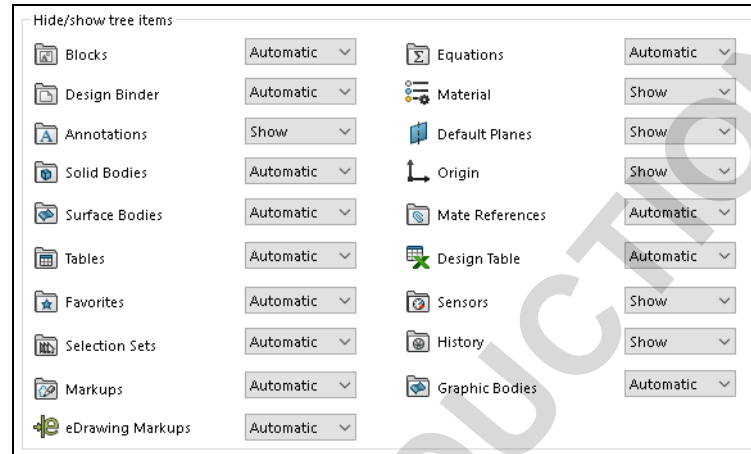 Hide/show tree items
Blocks Automatic Equations Automatic
Design Binder Automatic Material Show
Annotations Show Default Planes Show
Solid Bodies Automatic Origin Show
Surface Bodies Automatic Mate References Automatic
Tables Automatic Design Table Automatic
Favorites Automatic Sensors Show
Selection Sets Automatic History Show
Markups Automatic Graphic Bodies Automatic
eDrawing Markups Automatic